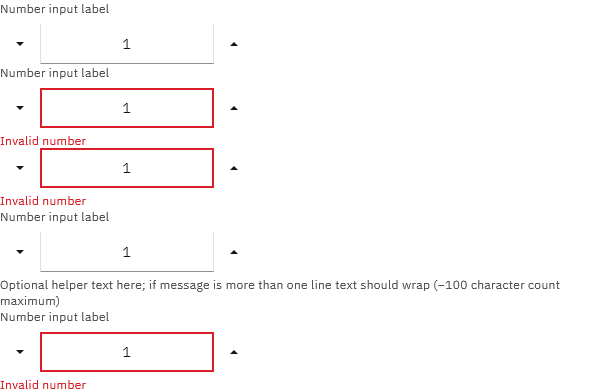 Number input label
1
Number input label
1
Invalid number
1
Invalid number
Number input label
1
Optional helper text here; if message is more than one line text should wrap (~100 character count
maximum)
Number input label
1
Invalid number